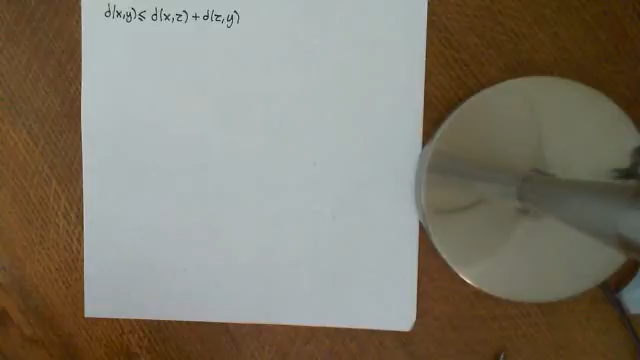 d(x,y) ≤ d(x,z) + d(z,y)